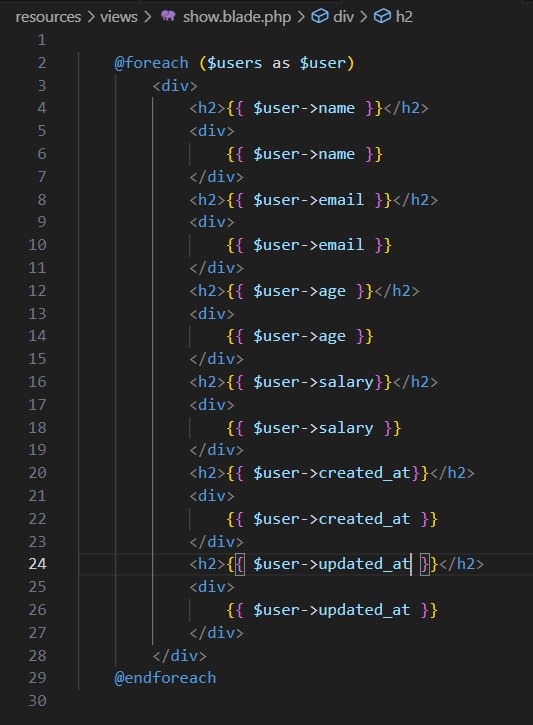 resources > views > show.blade.php > div > h2
1
2 @foreach ($users as $user)
3 <div>
4 <h2>{{ $user->name }}</h2>
5 <div>
6 {{ $user->name }}
7 </div>
8 <h2>{{ $user->email }}</h2>
9 <div>
10 {{ $user->email }}
11 </div>
12 <h2>{{ $user->age }}</h2>
13 <div>
14 {{ $user->age }}
15 </div>
16 <h2>{{ $user->salary}}</h2>
17 <div>
18 {{ $user->salary }}
19 </div>
20 <h2>{{ $user->created_at}}</h2>
21 <div>
22 {{ $user->created_at }}
23 </div>
24 <h2>{{ $user->updated_at }}</h2>
25 <div>
26 {{ $user->updated_at }}
27 </div>
28 </div>
29 @endforeach
30